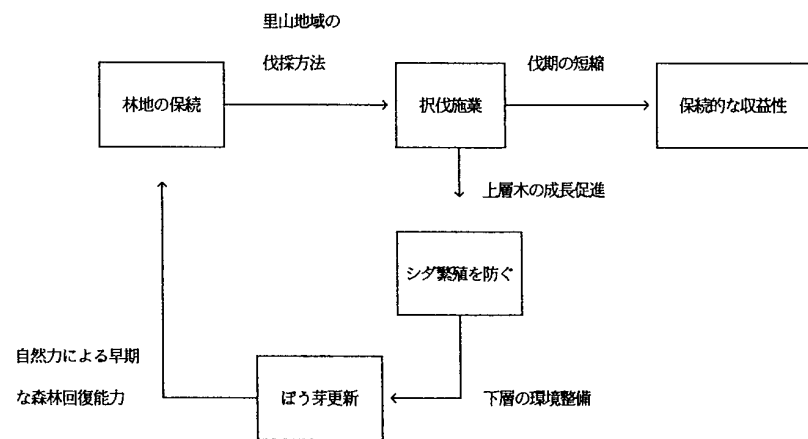 里山地域の
伐採方法
伐期の短縮
林地の保続
択伐施業
保続的な収益性
上層木の成長促進
シダ繁殖を防ぐ
自然力による早期
な森林回復能力
ぼう芽更新
下層の環境整備